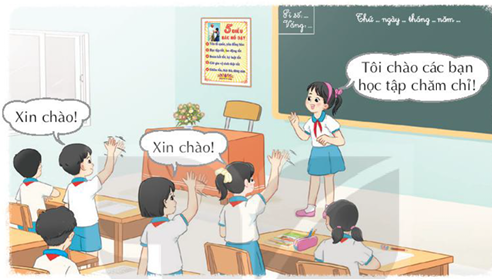 Sĩ số: ...
Vắng: ...
Thứ ... ngày ... tháng ... năm ...
5 ĐIỀU
BÁC HỒ DẠY
Tôi chào các bạn
học tập chăm chỉ!
Xin chào!
Xin chào!